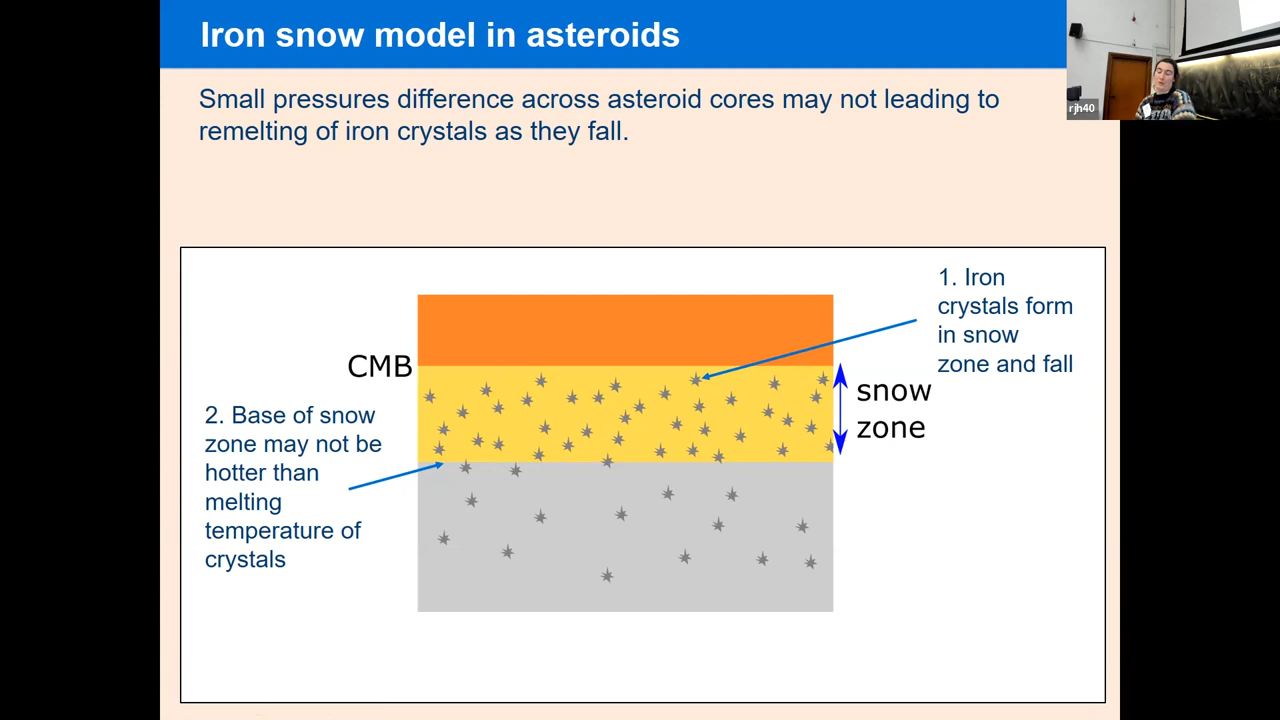 Iron snow model in asteroids
rjh40
Small pressures difference across asteroid cores may not leading to
remelting of iron crystals as they fall.
1. Iron
crystals form
in snow
zone and fall
CMB
snow
zone
2. Base of snow
zone may not be
hotter than
melting
temperature of
crystals